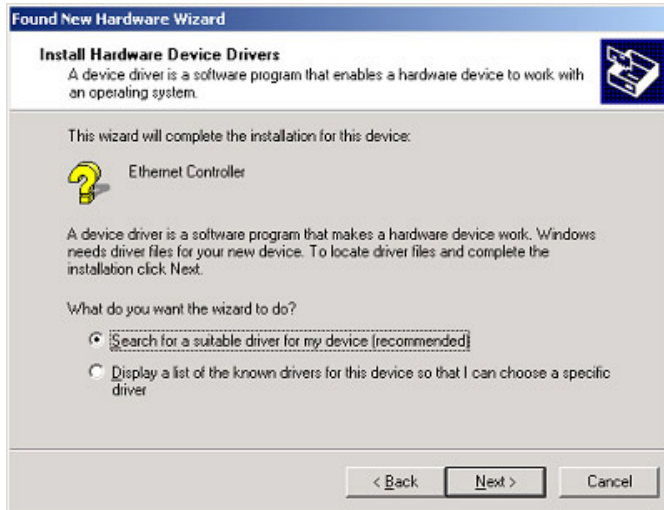 Found New Hardware Wizard
Install Hardware Device Drivers
A device driver is a software program that enables a hardware device to work with
an operating system.
This wizard will complete the installation for this device:
Ethernet Controller
A device driver is a software program that makes a hardware device work. Windows
needs driver files for your new device. To locate driver files and complete the
installation click Next.
What do you want the wizard to do?
Search for a suitable driver for my device (recommended)
Display a list of the known drivers for this device so that I can choose a specific
driver
< Back Next > Cancel